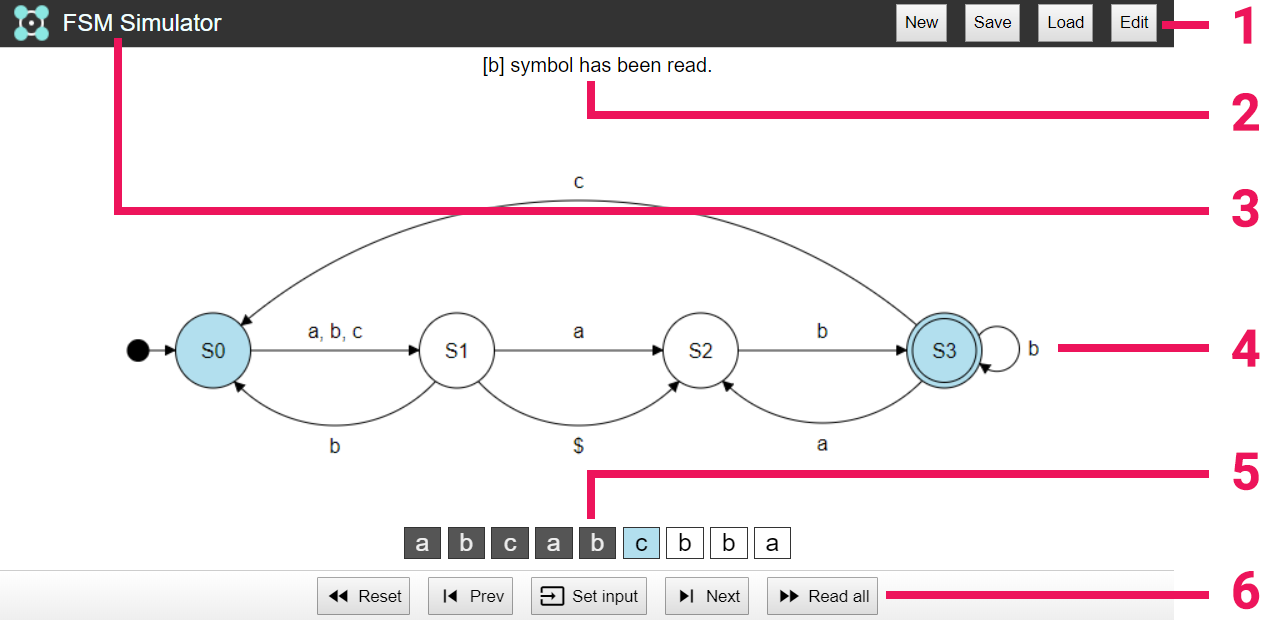 FSM Simulator New Save Load Edit 1
[b] symbol has been read.
2
c
3
a, b, c a b
S0 S1 S2 S3 b 4
b $ a
5
a b c a b c b b a
Reset Prev Set input Next Read all 6